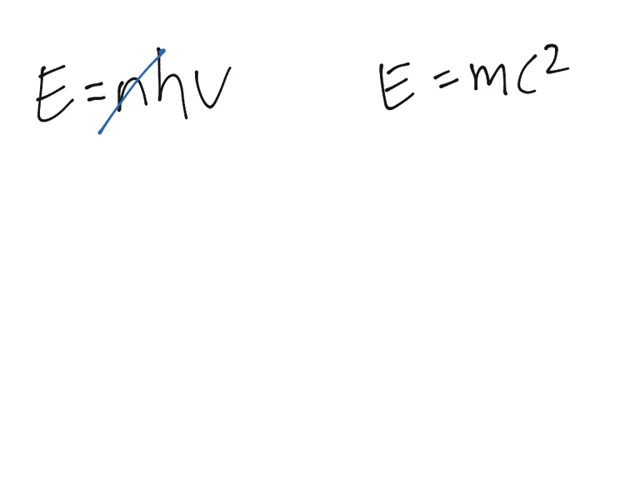 E = nhν E = mc²